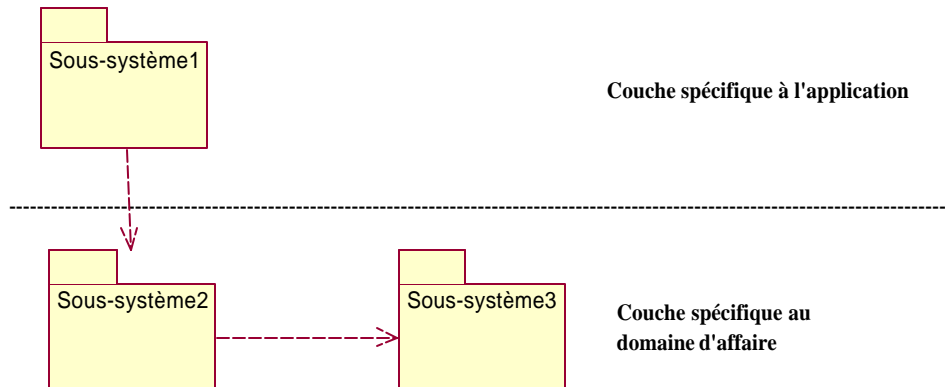 Sous-système1
Couche spécifique à l'application
Sous-système2
Sous-système3
Couche spécifique au
domaine d'affaire